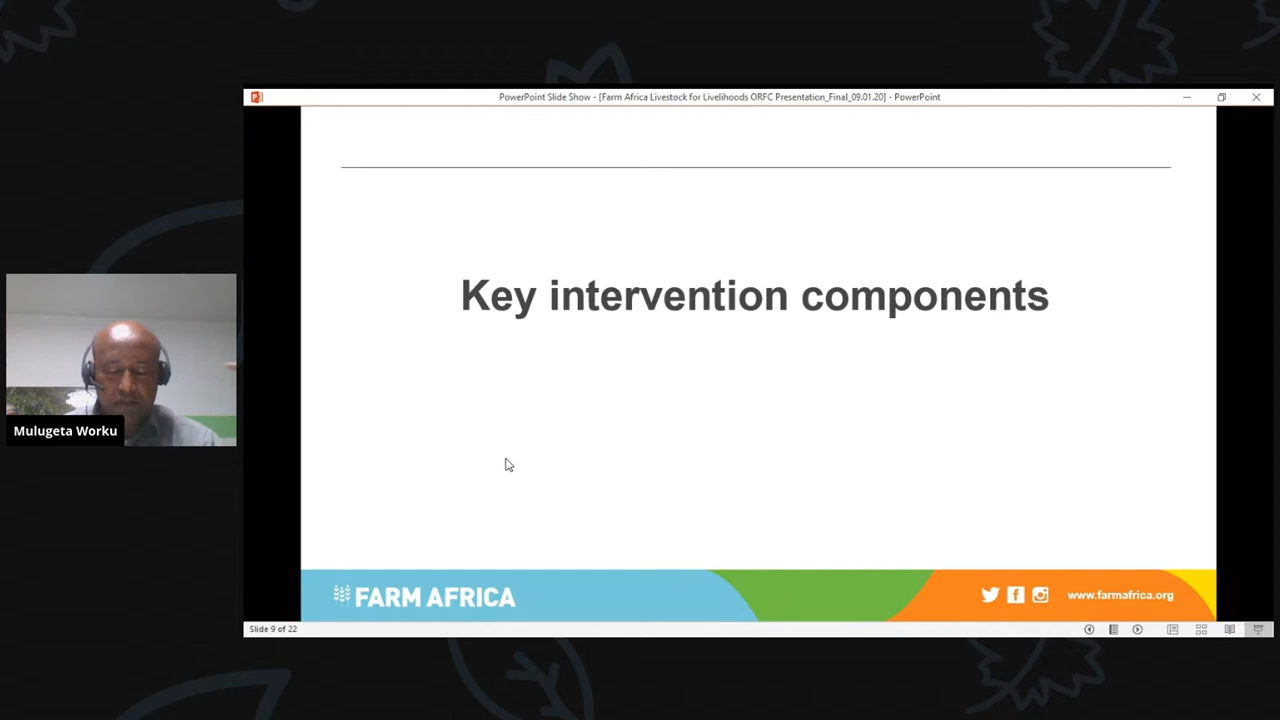 PowerPoint Slide Show - [Farm Africa Livestock for Livelihoods ORFC Presentation_Final_09.01.20] - PowerPoint
Key intervention components
Mulugeta Worku
FARM AFRICA
www.farmafrica.org
Slide 9 of 22